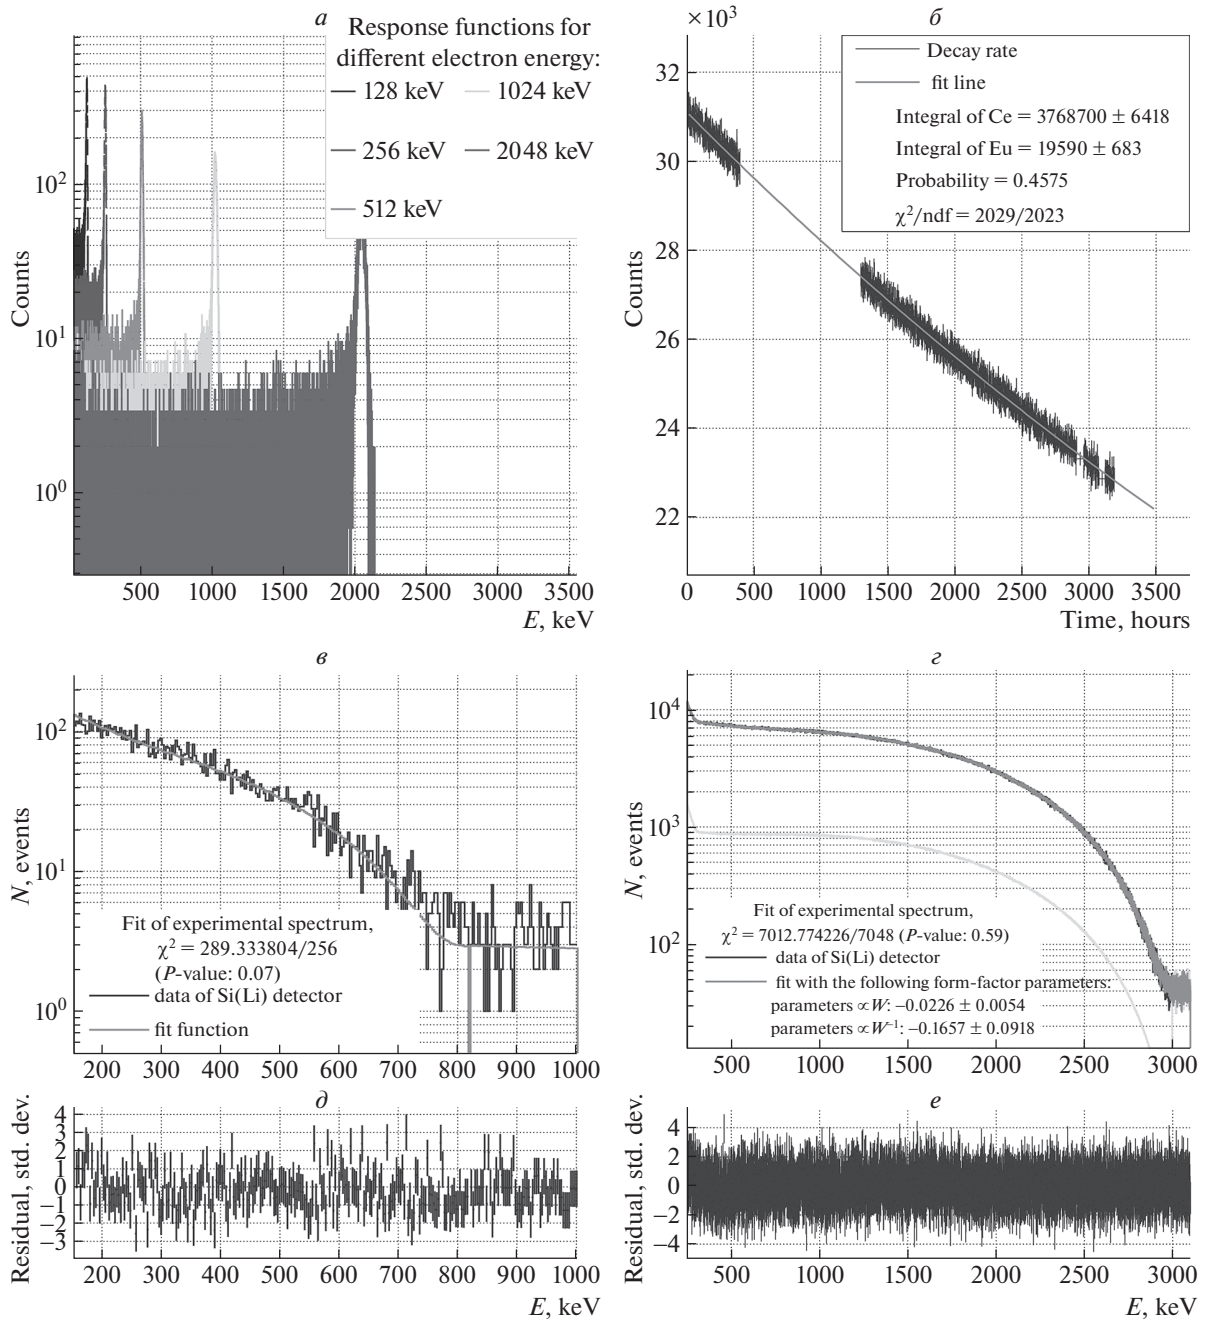 а
Response functions for
different electron energy:
128 keV
1024 keV
256 keV
2048 keV
512 keV
10²
10¹
10⁰
Counts
500
1000
1500
2000
2500
3000
3500
E, keV
б
×10³
Decay rate
fit line
Integral of Ce = 3768700 ± 6418
Integral of Eu = 19590 ± 683
Probability = 0.4575
χ²/ndf = 2029/2023
32
30
28
26
24
22
Counts
0
500
1000
1500
2000
2500
3000
3500
Time, hours
в
10²
10¹
10⁰
N, events
Fit of experimental spectrum,
χ² = 289.333804/256
(P-value: 0.07)
data of Si(Li) detector
fit function
200
300
400
500
600
700
800
900
1000
г
10⁴
10³
10²
N, events
Fit of experimental spectrum,
χ² = 7012.774226/7048 (P-value: 0.59)
data of Si(Li) detector
fit with the following form-factor parameters:
parameters ∝W: −0.0226 ± 0.0054
parameters ∝W⁻¹: −0.1657 ± 0.0918
500
1000
1500
2000
2500
3000
д
4
3
2
1
0
−1
−2
−3
Residual, std. dev.
200
300
400
500
600
700
800
900
1000
E, keV
е
4
2
0
−2
−4
Residual, std. dev.
500
1000
1500
2000
2500
3000
E, keV